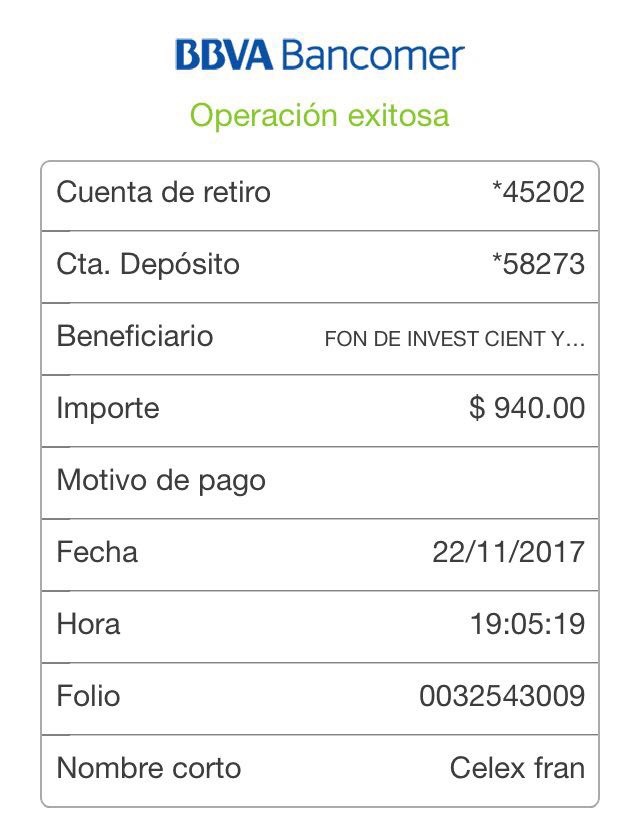 BBVA Bancomer
Operación exitosa
Cuenta de retiro *45202
Cta. Depósito *58273
Beneficiario FON DE INVEST CIENT Y...
Importe $ 940.00
Motivo de pago
Fecha 22/11/2017
Hora 19:05:19
Folio 0032543009
Nombre corto Celex fran